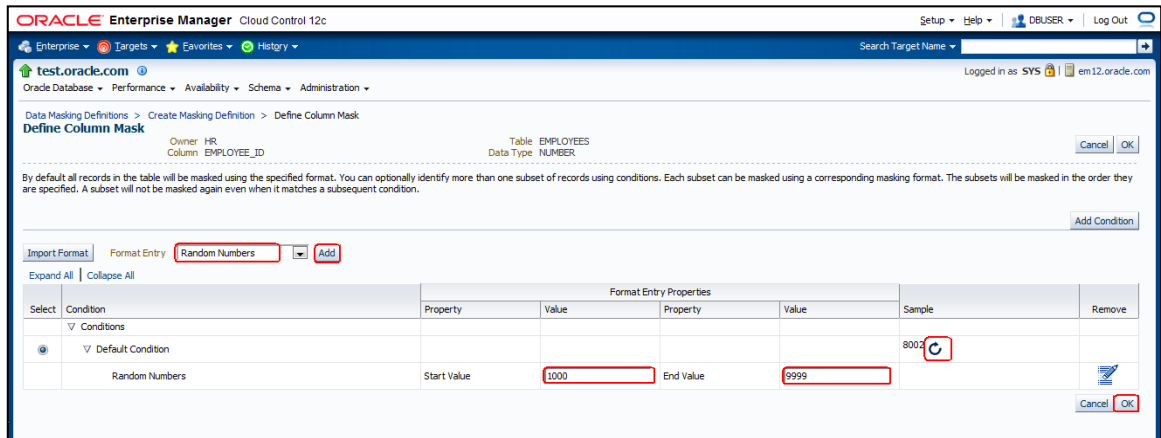 ORACLE Enterprise Manager Cloud Control 12c
Setup Help DBUSER Log Out
Enterprise Targets Favorites History Search Target Name
test.oracle.com
Logged in as SYS em12.oracle.com
Oracle Database Performance Availability Schema Administration
Data Masking Definitions > Create Masking Definition > Define Column Mask
Define Column Mask
Owner HR Table EMPLOYEES
Column EMPLOYEE_ID Data Type NUMBER
Cancel OK
By default all records in the table will be masked using the specified format. You can optionally identify more than one subset of records using conditions. Each subset can be masked using a corresponding masking format. The subsets will be masked in the order they
are specified. A subset will not be masked again even when it matches a subsequent condition.
Add Condition
Import Format Format Entry Random Numbers Add
Expand All | Collapse All
Format Entry Properties
Select Condition Property Value Property Value Sample Remove
Conditions
Default Condition 8002
Random Numbers Start Value 1000 End Value 9999
Cancel OK